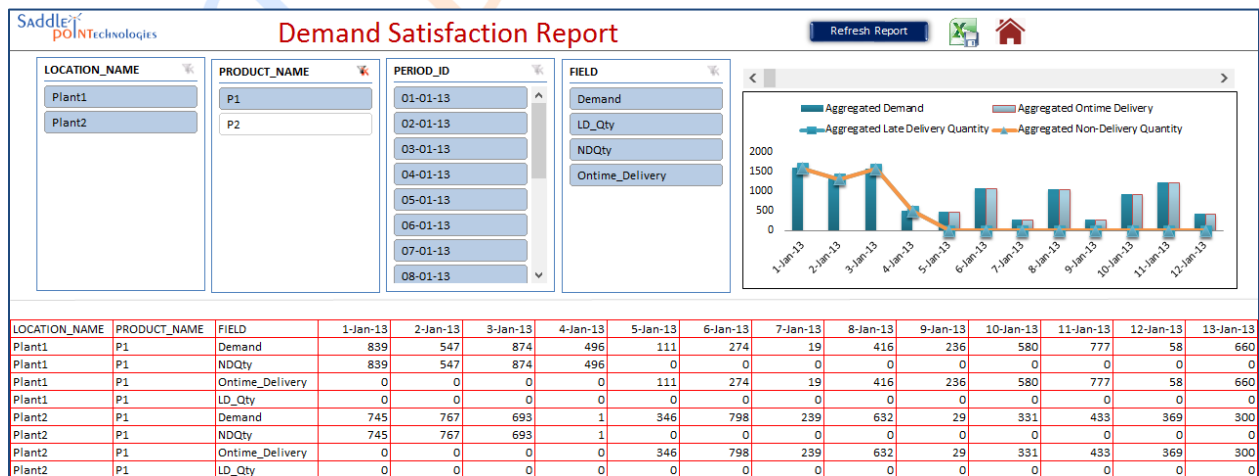 Saddle
poiNTechnologies
Demand Satisfaction Report
Refresh Report
LOCATION_NAME
Plant1
Plant2
PRODUCT_NAME
P1
P2
PERIOD_ID
01-01-13
02-01-13
03-01-13
04-01-13
05-01-13
06-01-13
07-01-13
08-01-13
FIELD
Demand
LD_Qty
NDQty
Ontime_Delivery
Aggregated Demand Aggregated Ontime Delivery
Aggregated Late Delivery Quantity Aggregated Non-Delivery Quantity
2000
1500
1000
500
0
1-Jan-13 2-Jan-13 3-Jan-13 4-Jan-13 5-Jan-13 6-Jan-13 7-Jan-13 8-Jan-13 9-Jan-13 10-Jan-13 11-Jan-13 12-Jan-13
LOCATION_NAME PRODUCT_NAME FIELD 1-Jan-13 2-Jan-13 3-Jan-13 4-Jan-13 5-Jan-13 6-Jan-13 7-Jan-13 8-Jan-13 9-Jan-13 10-Jan-13 11-Jan-13 12-Jan-13 13-Jan-13
Plant1 P1 Demand 839 547 874 496 111 274 19 416 236 580 777 58 660
Plant1 P1 NDQty 839 547 874 496 0 0 0 0 0 0 0 0 0
Plant1 P1 Ontime_Delivery 0 0 0 0 111 274 19 416 236 580 777 58 660
Plant1 P1 LD_Qty 0 0 0 0 0 0 0 0 0 0 0 0 0
Plant2 P1 Demand 745 767 693 1 346 798 239 632 29 331 433 369 300
Plant2 P1 NDQty 745 767 693 1 0 0 0 0 0 0 0 0 0
Plant2 P1 Ontime_Delivery 0 0 0 0 346 798 239 632 29 331 433 369 300
Plant2 P1 LD_Qty 0 0 0 0 0 0 0 0 0 0 0 0 0